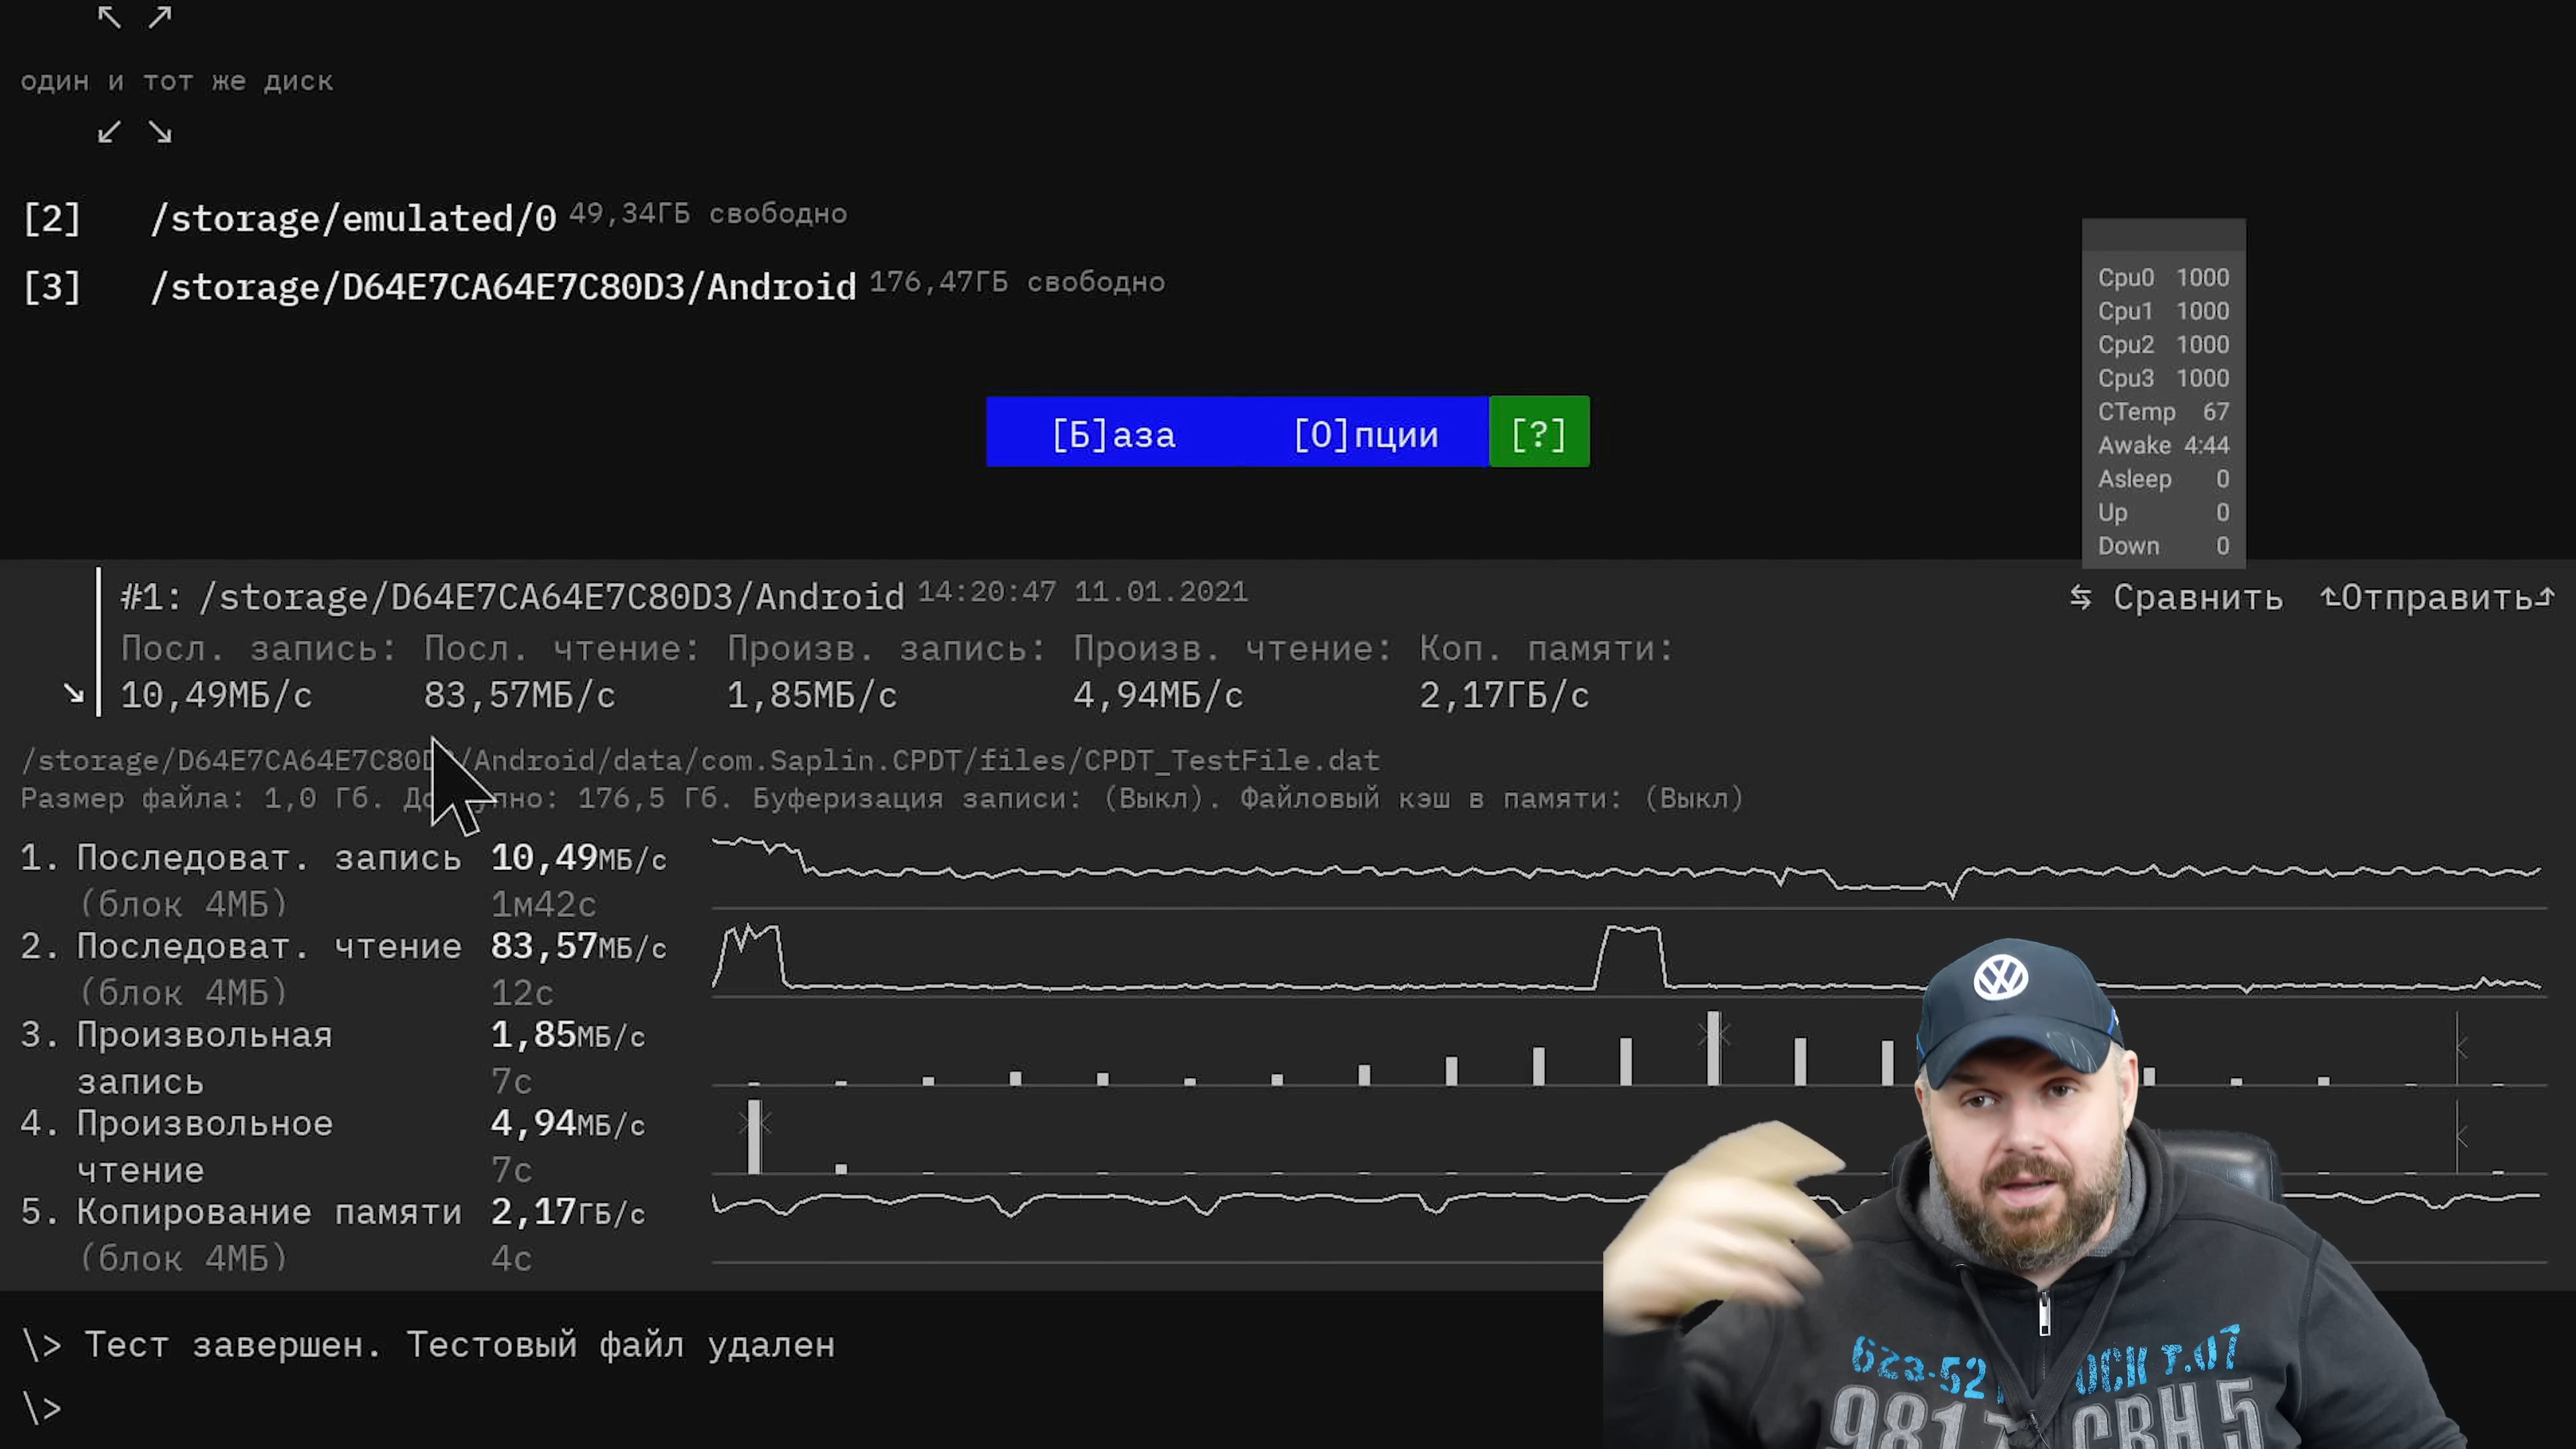 ↖ ↗
один и тот же диск
↙ ↘
[2] /storage/emulated/0 49,34ГБ свободно
[3] /storage/D64E7CA64E7C80D3/Android 176,47ГБ свободно
Cpu0 1000
Cpu1 1000
Cpu2 1000
Cpu3 1000
CTemp 67
Awake 4:44
Asleep 0
Up 0
Down 0
[Б]аза [О]пции [?]
#1: /storage/D64E7CA64E7C80D3/Android 14:20:47 11.01.2021 ⇆ Сравнить Отправить
Посл. запись: Посл. чтение: Произв. запись: Произв. чтение: Коп. памяти:
↘ 10,49МБ/с 83,57МБ/с 1,85МБ/с 4,94МБ/с 2,17ГБ/с
/Android/data/com.Saplin.CPDT/files/CPDT_TestFile.dat
Размер файла: 1,0 Гб. 176,5 Гб. Буферизация записи: (Выкл). Файловый кэш в памяти: (Выкл)
1. Последоват. запись 10,49МБ/с
(блок 4МБ) 1м42с
2. Последоват. чтение 83,57МБ/с
(блок 4МБ) 12с
3. Произвольная 1,85МБ/с
запись 7с
4. Произвольное 4,94МБ/с
чтение 7с
5. Копирование памяти 2,17ГБ/с
(блок 4МБ) 4с
\> Тест завершен. Тестовый файл удален
\>